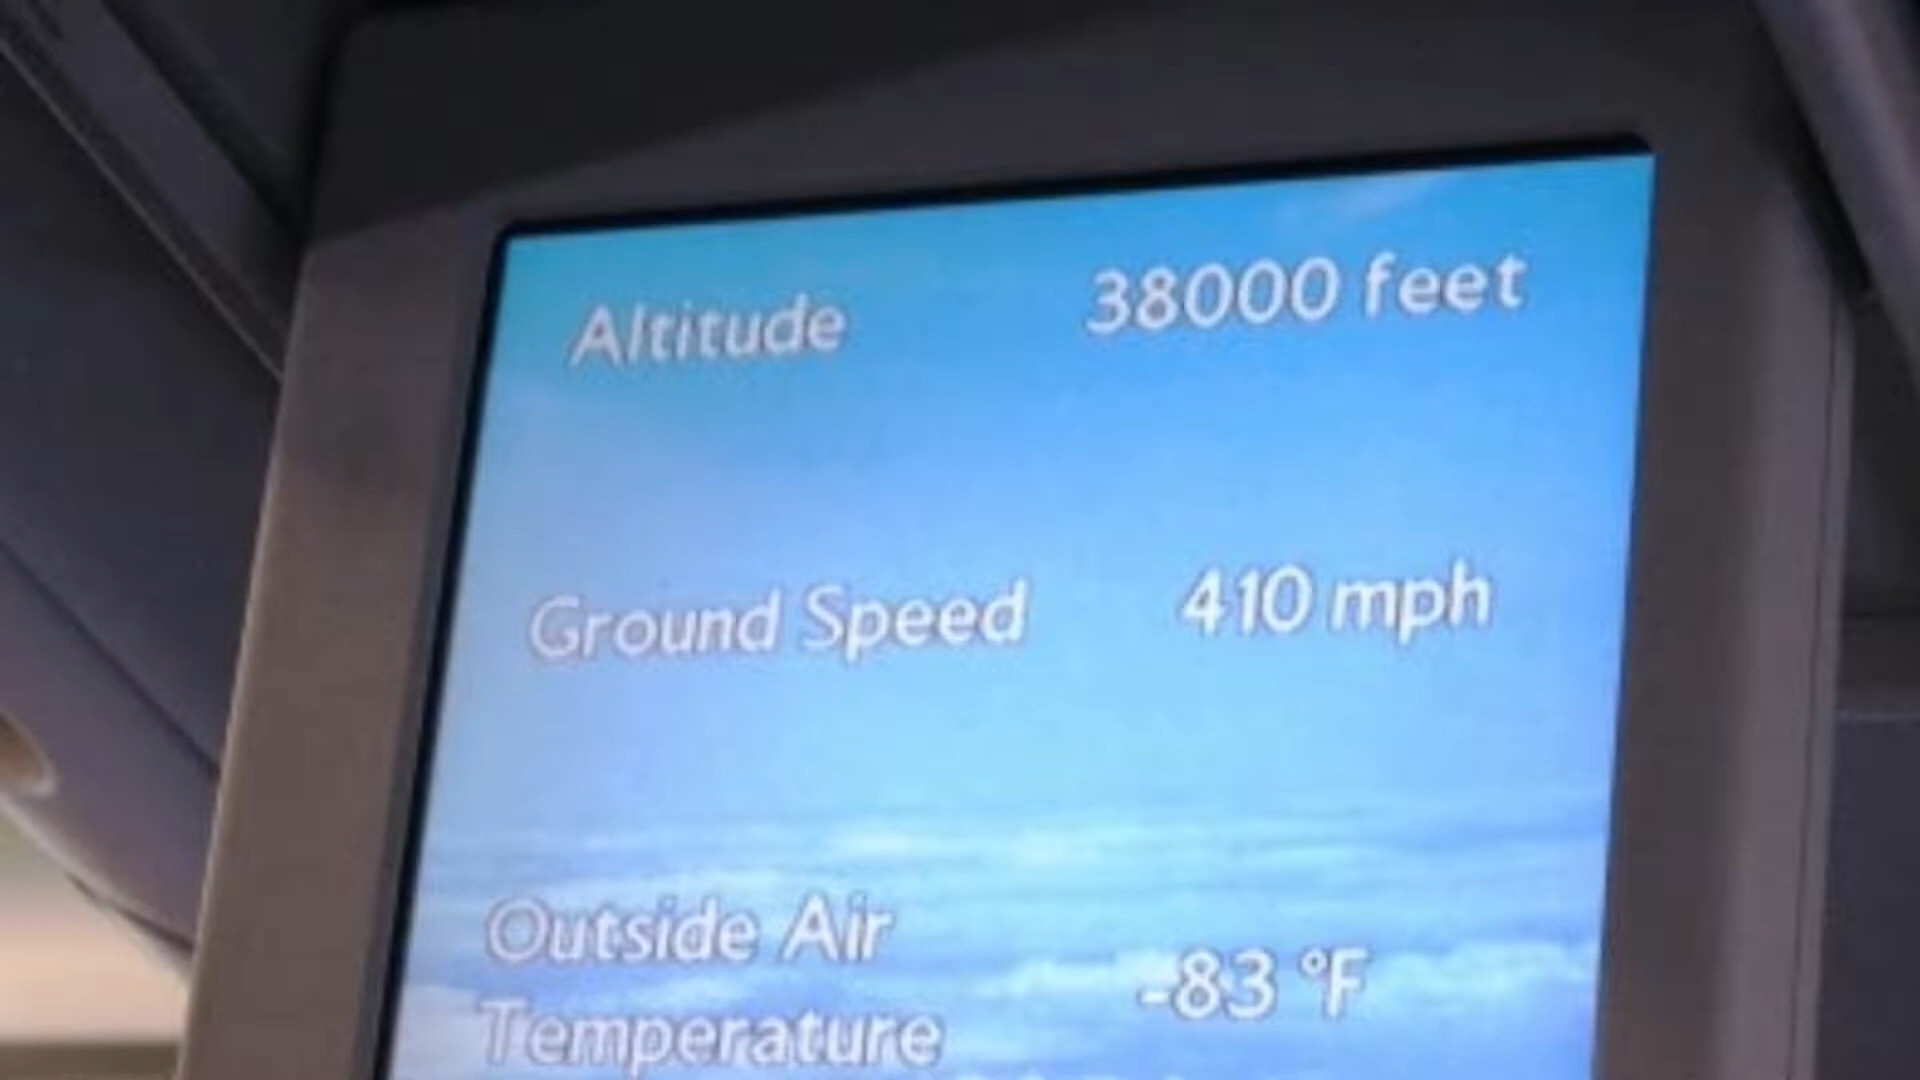 Altitude 38000 feet
Ground Speed 410 mph
Outside Air
Temperature -83 °F